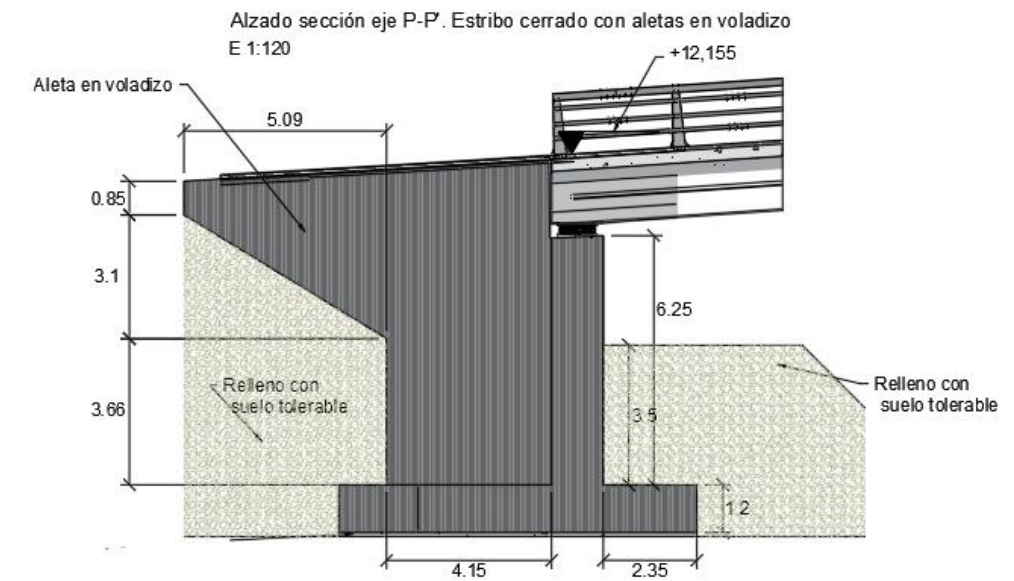 Alzado sección eje P-P'. Estribo cerrado con aletas en voladizo
E 1:120
+12,155
Aleta en voladizo
5.09
0.85
3.1
6.25
Relleno con
suelo tolerable
Relleno con
suelo tolerable
3.66
3.5
1.2
4.15
2.35